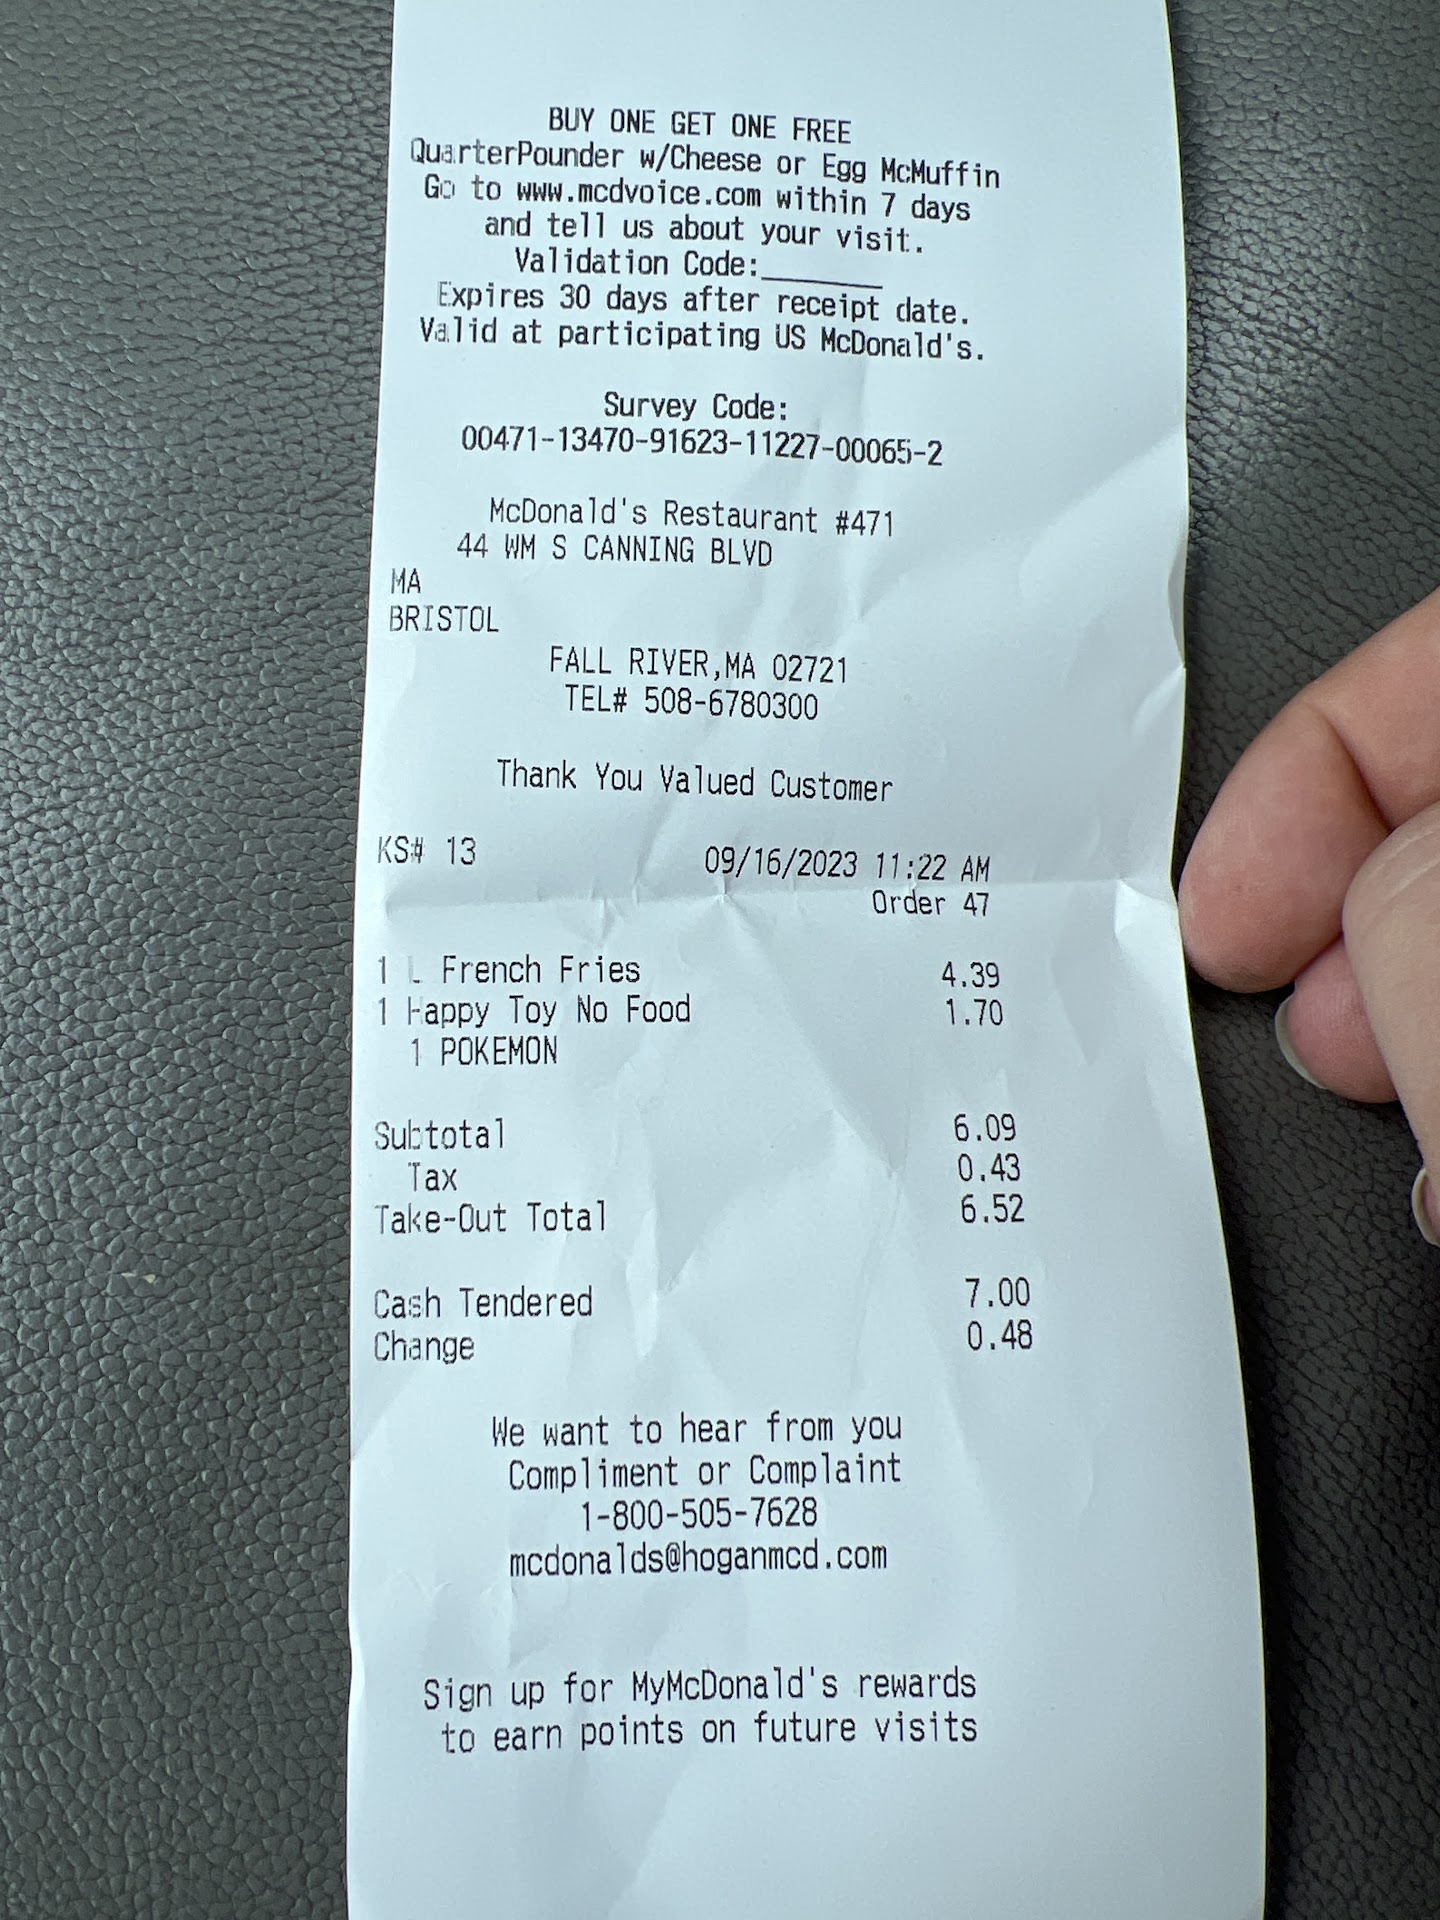 BUY ONE GET ONE FREE
QuarterPounder w/Cheese or Egg McMuffin
Go to www.mcdvoice.com within 7 days
and tell us about your visit.
Validation Code:______
Expires 30 days after receipt date.
Valid at participating US McDonald's.
Survey Code:
00471-13470-91623-11227-00065-2
McDonald's Restaurant #471
44 WM S CANNING BLVD
MA
BRISTOL
FALL RIVER,MA 02721
TEL# 508-6780300
Thank You Valued Customer
KS# 13 09/16/2023 11:22 AM
Order 47
1 L French Fries 4.39
1 Happy Toy No Food 1.70
1 POKEMON
Subtotal 6.09
Tax 0.43
Take-Out Total 6.52
Cash Tendered 7.00
Change 0.48
We want to hear from you
Compliment or Complaint
1-800-505-7628
mcdonalds@hoganmcd.com
Sign up for MyMcDonald's rewards
to earn points on future visits